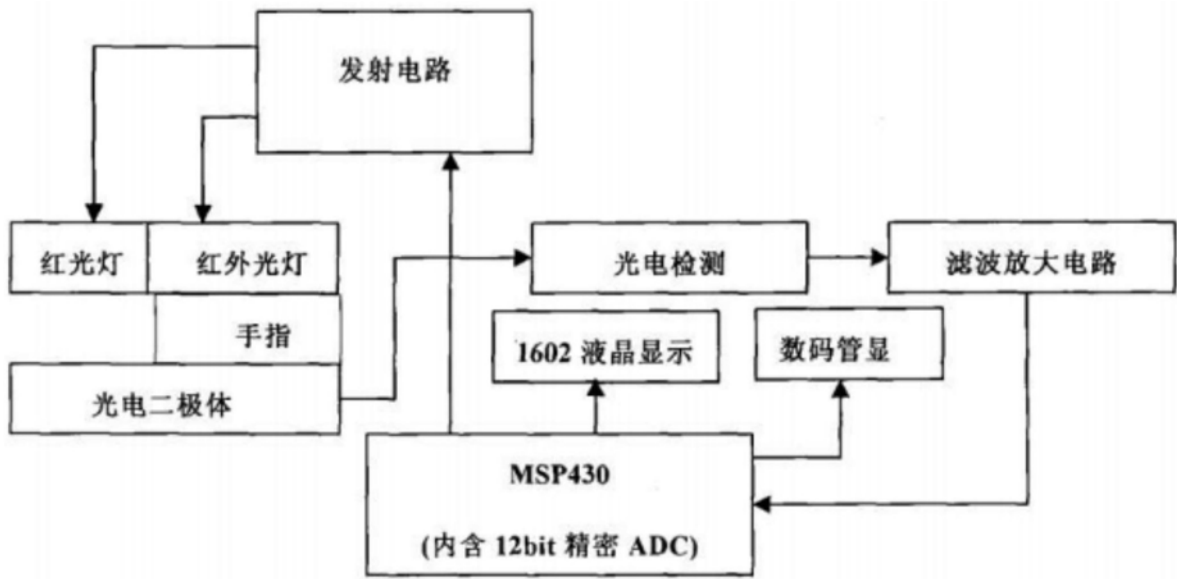 发射电路
红光灯
红外光灯
光电检测
滤波放大电路
手指
1602 液晶显示
数码管显
光电二极体
MSP430
(内含 12bit 精密 ADC)